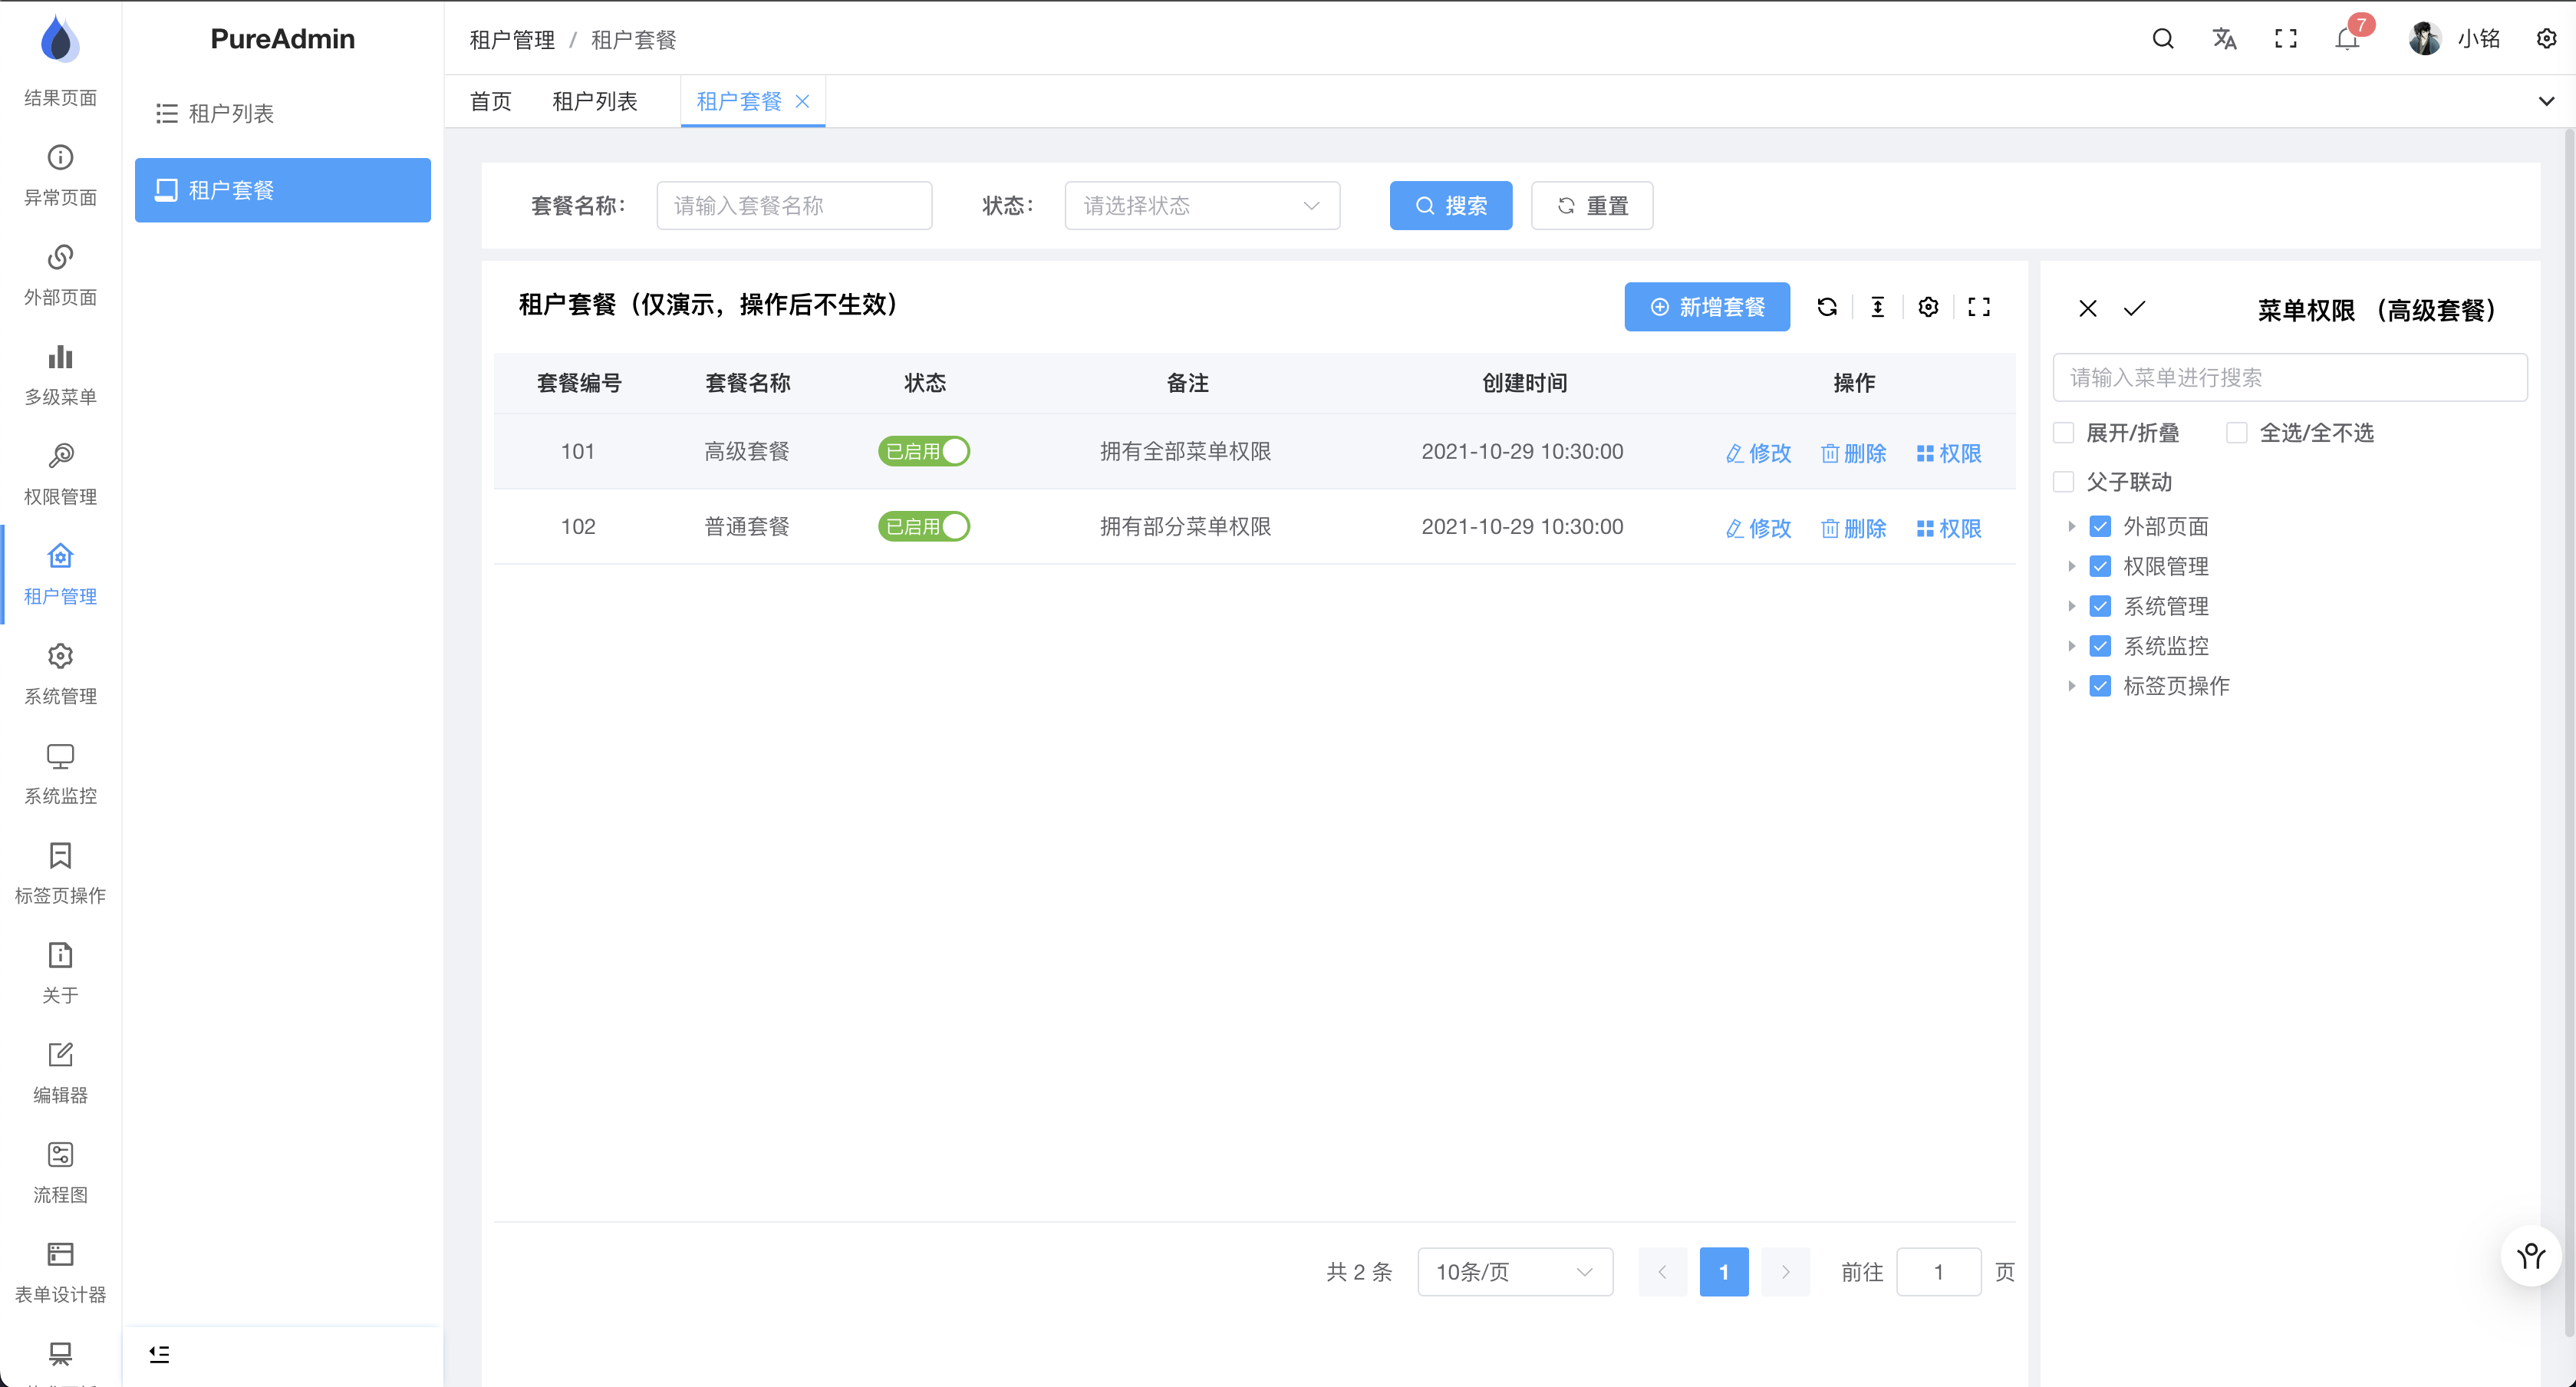 PureAdmin
租户管理 / 租户套餐
7
小铭
结果页面
异常页面
外部页面
多级菜单
权限管理
租户管理
系统管理
系统监控
标签页操作
关于
编辑器
流程图
表单设计器
租户列表
租户套餐
首页 租户列表 租户套餐
套餐名称： 请输入套餐名称 状态： 请选择状态 搜索 重置
租户套餐（仅演示，操作后不生效） 新增套餐
套餐编号 套餐名称 状态 备注 创建时间 操作
101 高级套餐 已启用 拥有全部菜单权限 2021-10-29 10:30:00 修改 删除 权限
102 普通套餐 已启用 拥有部分菜单权限 2021-10-29 10:30:00 修改 删除 权限
共 2 条 10条/页 1 前往 1 页
菜单权限 （高级套餐）
请输入菜单进行搜索
展开/折叠 全选/全不选
父子联动
外部页面
权限管理
系统管理
系统监控
标签页操作